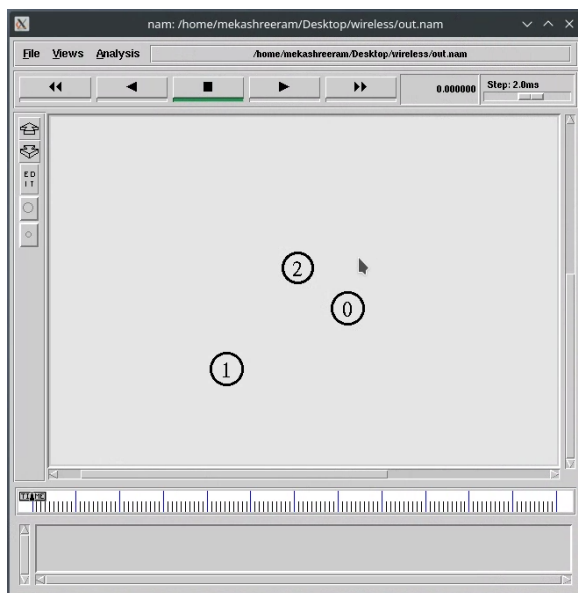 nam: /home/mekashreeram/Desktop/wireless/out.nam
File Views Analysis /home/mekashreeram/Desktop/wireless/out.nam
0.000000 Step: 2.0ms
ED
IT
2
0
1
TIME